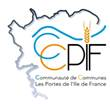 CCPIF
Communauté de Communes
Les Portes de l'Ile de France